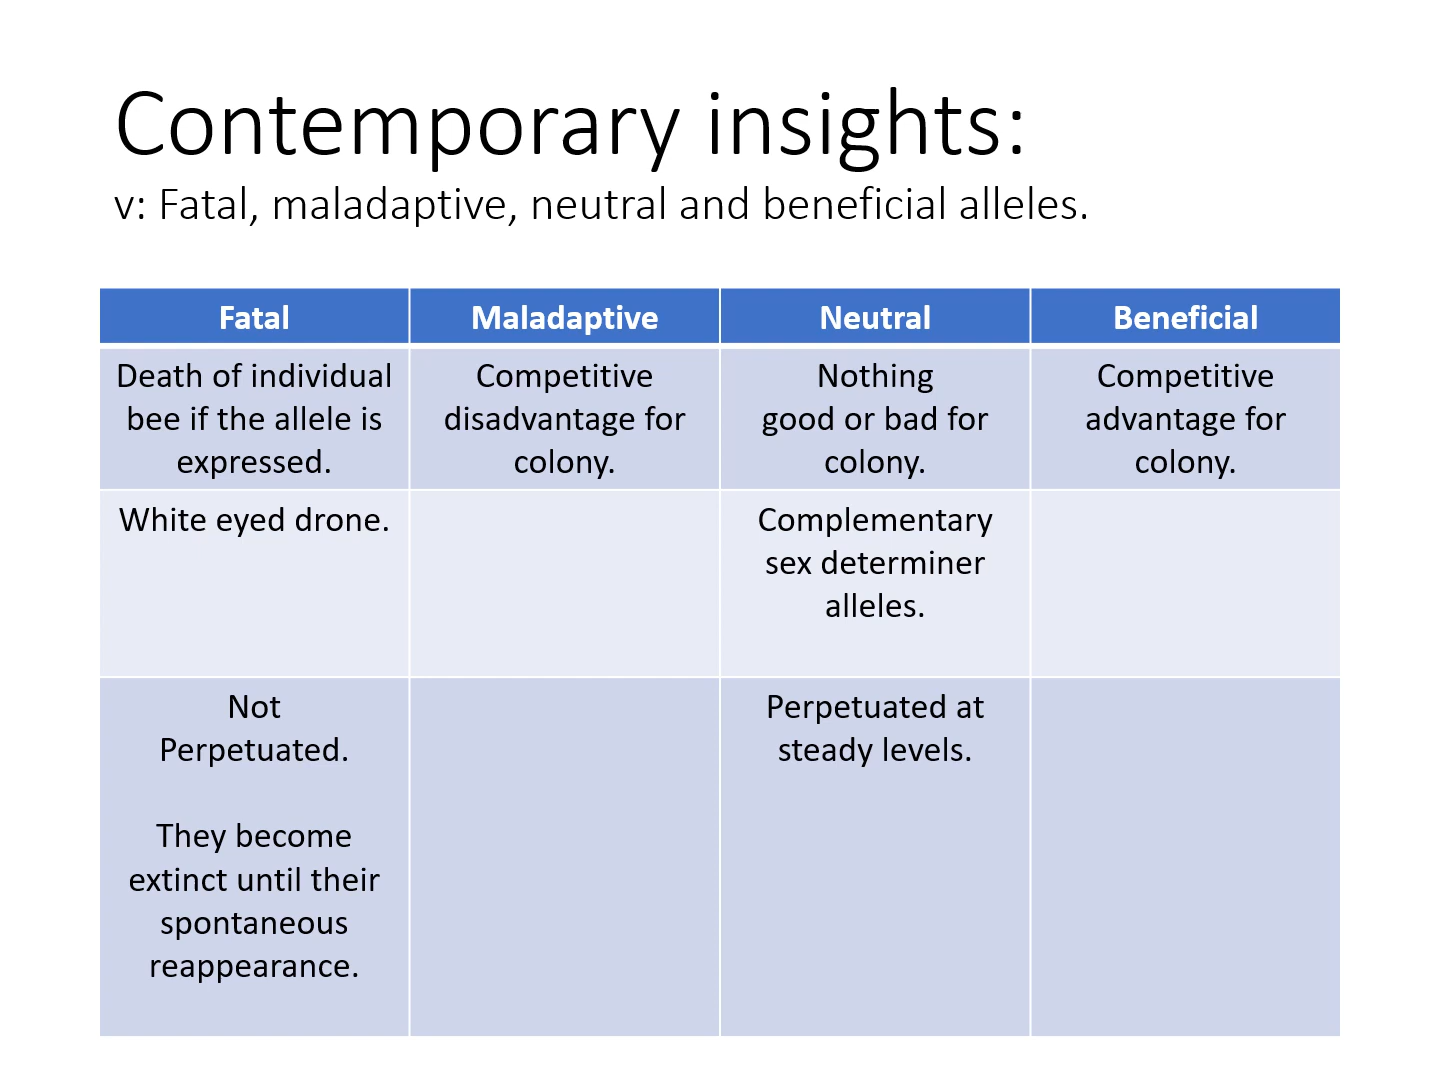 Contemporary insights:
v: Fatal, maladaptive, neutral and beneficial alleles.
Fatal
Maladaptive
Neutral
Beneficial
Death of individual
bee if the allele is
expressed.
Competitive
disadvantage for
colony.
Nothing
good or bad for
colony.
Competitive
advantage for
colony.
White eyed drone.
Complementary
sex determiner
alleles.
Not
Perpetuated.
They become
extinct until their
spontaneous
reappearance.
Perpetuated at
steady levels.